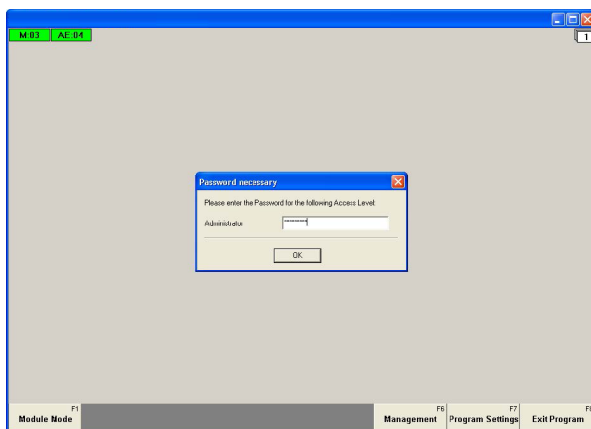 M:03 AE:04
1
Password necessary
Please enter the Password for the following Access Level:
Administrator
OK
F1
Module Node
F6
Management
F7
Program Settings
Exit Program